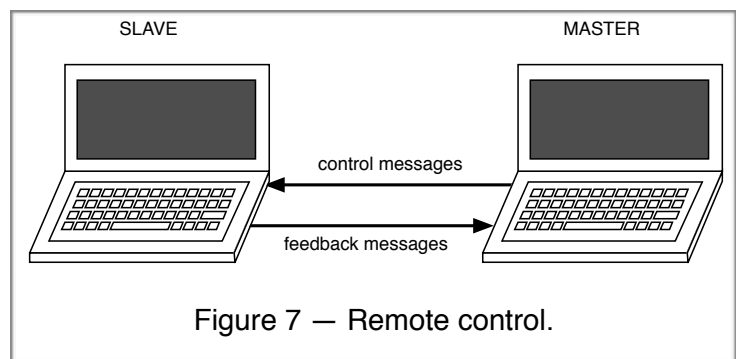 SLAVE
MASTER
control messages
feedback messages
Figure 7 — Remote control.